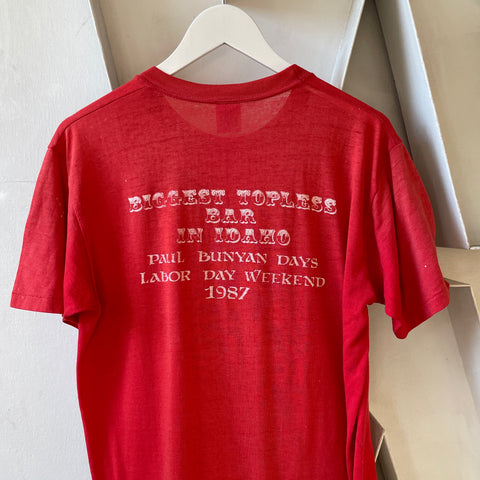 BIGGEST TOPLESS
BAR
IN IDAHO
PAUL BUNYAN DAYS
LABOR DAY WEEKEND
1987